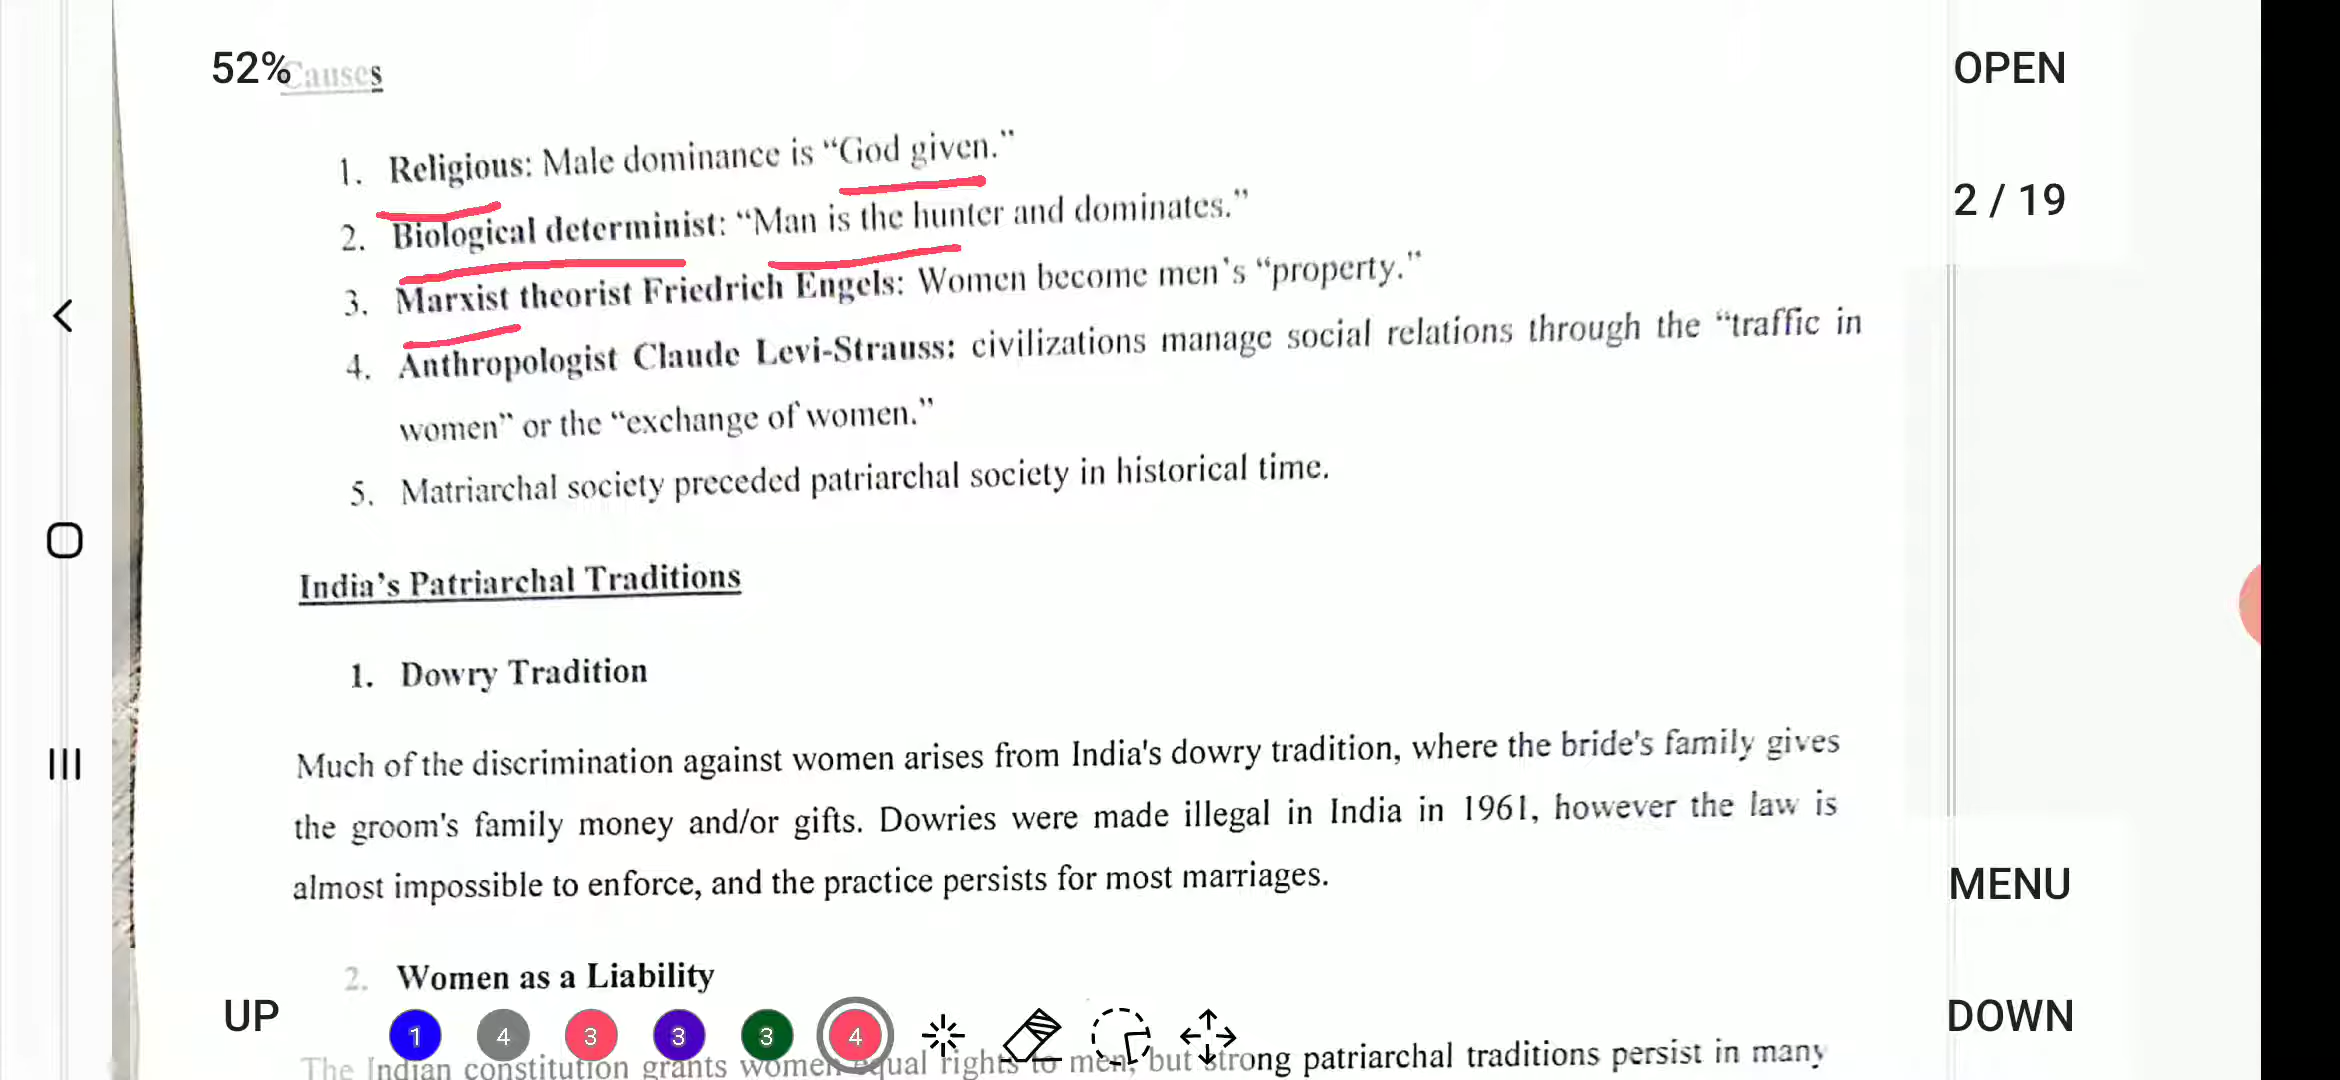 52%
Causes
OPEN
1. Religious: Male dominance is “God given.”
2 / 19
2. Biological determinist: “Man is the hunter and dominates.”
3. Marxist theorist Friedrich Engels: Women become men’s “property.”
4. Anthropologist Claude Levi-Strauss: civilizations manage social relations through the “traffic in
women” or the “exchange of women.”
5. Matriarchal society preceded patriarchal society in historical time.
India’s Patriarchal Traditions
1. Dowry Tradition
Much of the discrimination against women arises from India's dowry tradition, where the bride's family gives
the groom's family money and/or gifts. Dowries were made illegal in India in 1961, however the law is
almost impossible to enforce, and the practice persists for most marriages.
MENU
2. Women as a Liability
UP
1 4 3 3 3 4
DOWN
The Indian constitution grants women equal rights to men, but strong patriarchal traditions persist in many